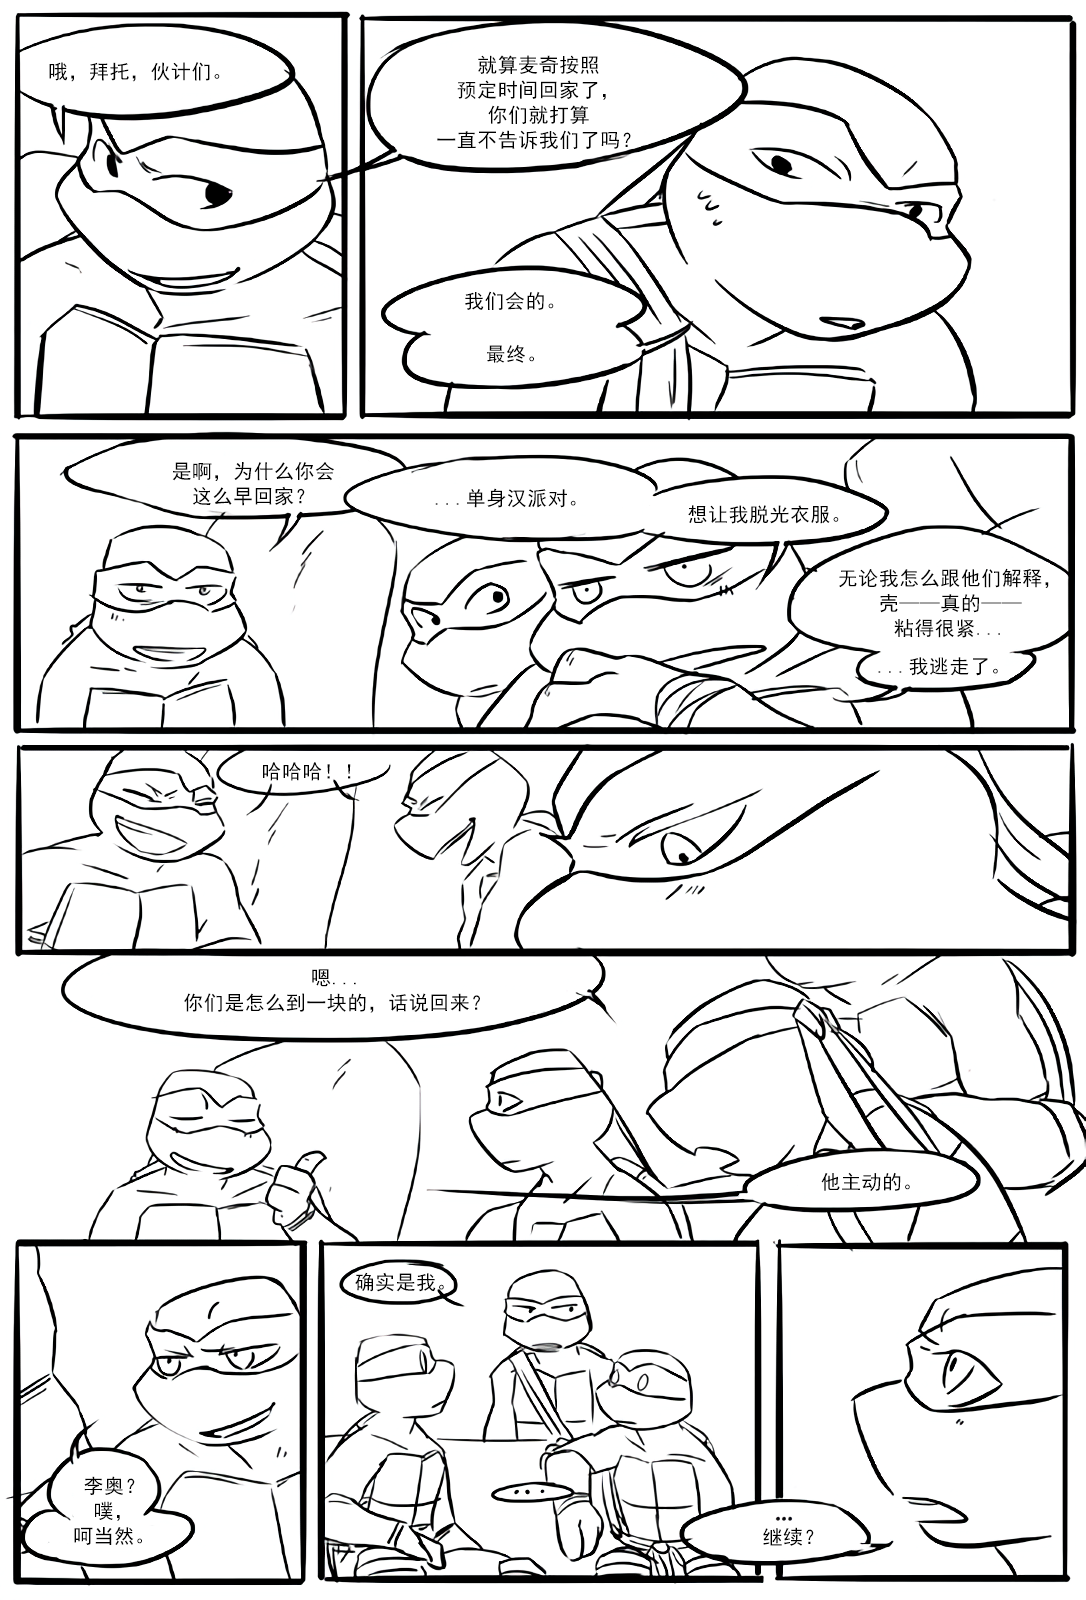 哦，拜托，伙计们。
就算麦奇按照
预定时间回家了，
你们就打算
一直不告诉我们了吗？
我们会的。
最终。
是啊，为什么你会
这么早回家？
...单身汉派对。
想让我脱光衣服。
无论我怎么跟他们解释，
壳——真的——
粘得很紧...
...我逃走了。
哈哈哈！！
嗯...
你们是怎么到一块的，话说回来？
他主动的。
李奥？
噗，
呵当然。
确实是我。
...
...
继续？